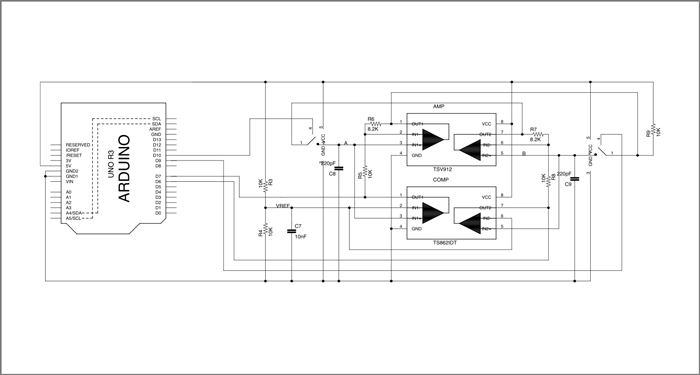 UNO R3
ARDUINO
RESERVED
IOREF
RESET
3V
5V
GND2
GND1
VIN
A0
A1
A2
A3
A4/SDA
A5/SCL
SCL
SDA
AREF
GND
D13
D12
D11
D10
D9
D8
D7
D6
D5
D4
D3
D2
D1
D0
10K
R3
VREF
R4
10K
C7
10nF
1
4
GND
VCC
A
220pF
C8
R6
8.2K
R5
10K
AMP
1 OUT1 VCC 8
2 IN1- OUT2 7
3 IN1+ IN2- 6
4 GND IN2+ 5
TSV912
COMP
1 OUT1 VCC 8
2 IN1- OUT2 7
3 IN1+ IN2- 6
4 GND IN2+ 5
TS862IDT
R7
8.2K
B
R8
10K
220pF
C9
GND
VCC
4
1
R9
10K